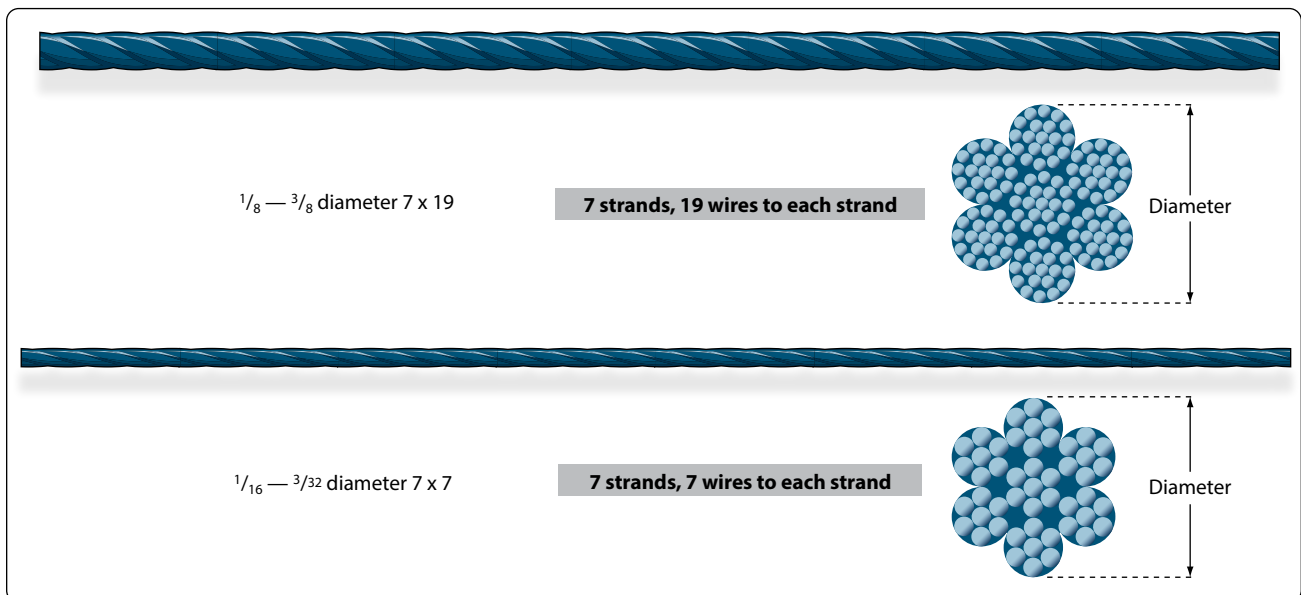 1/8 — 3/8 diameter 7 x 19
7 strands, 19 wires to each strand
Diameter
1/16 — 3/32 diameter 7 x 7
7 strands, 7 wires to each strand
Diameter